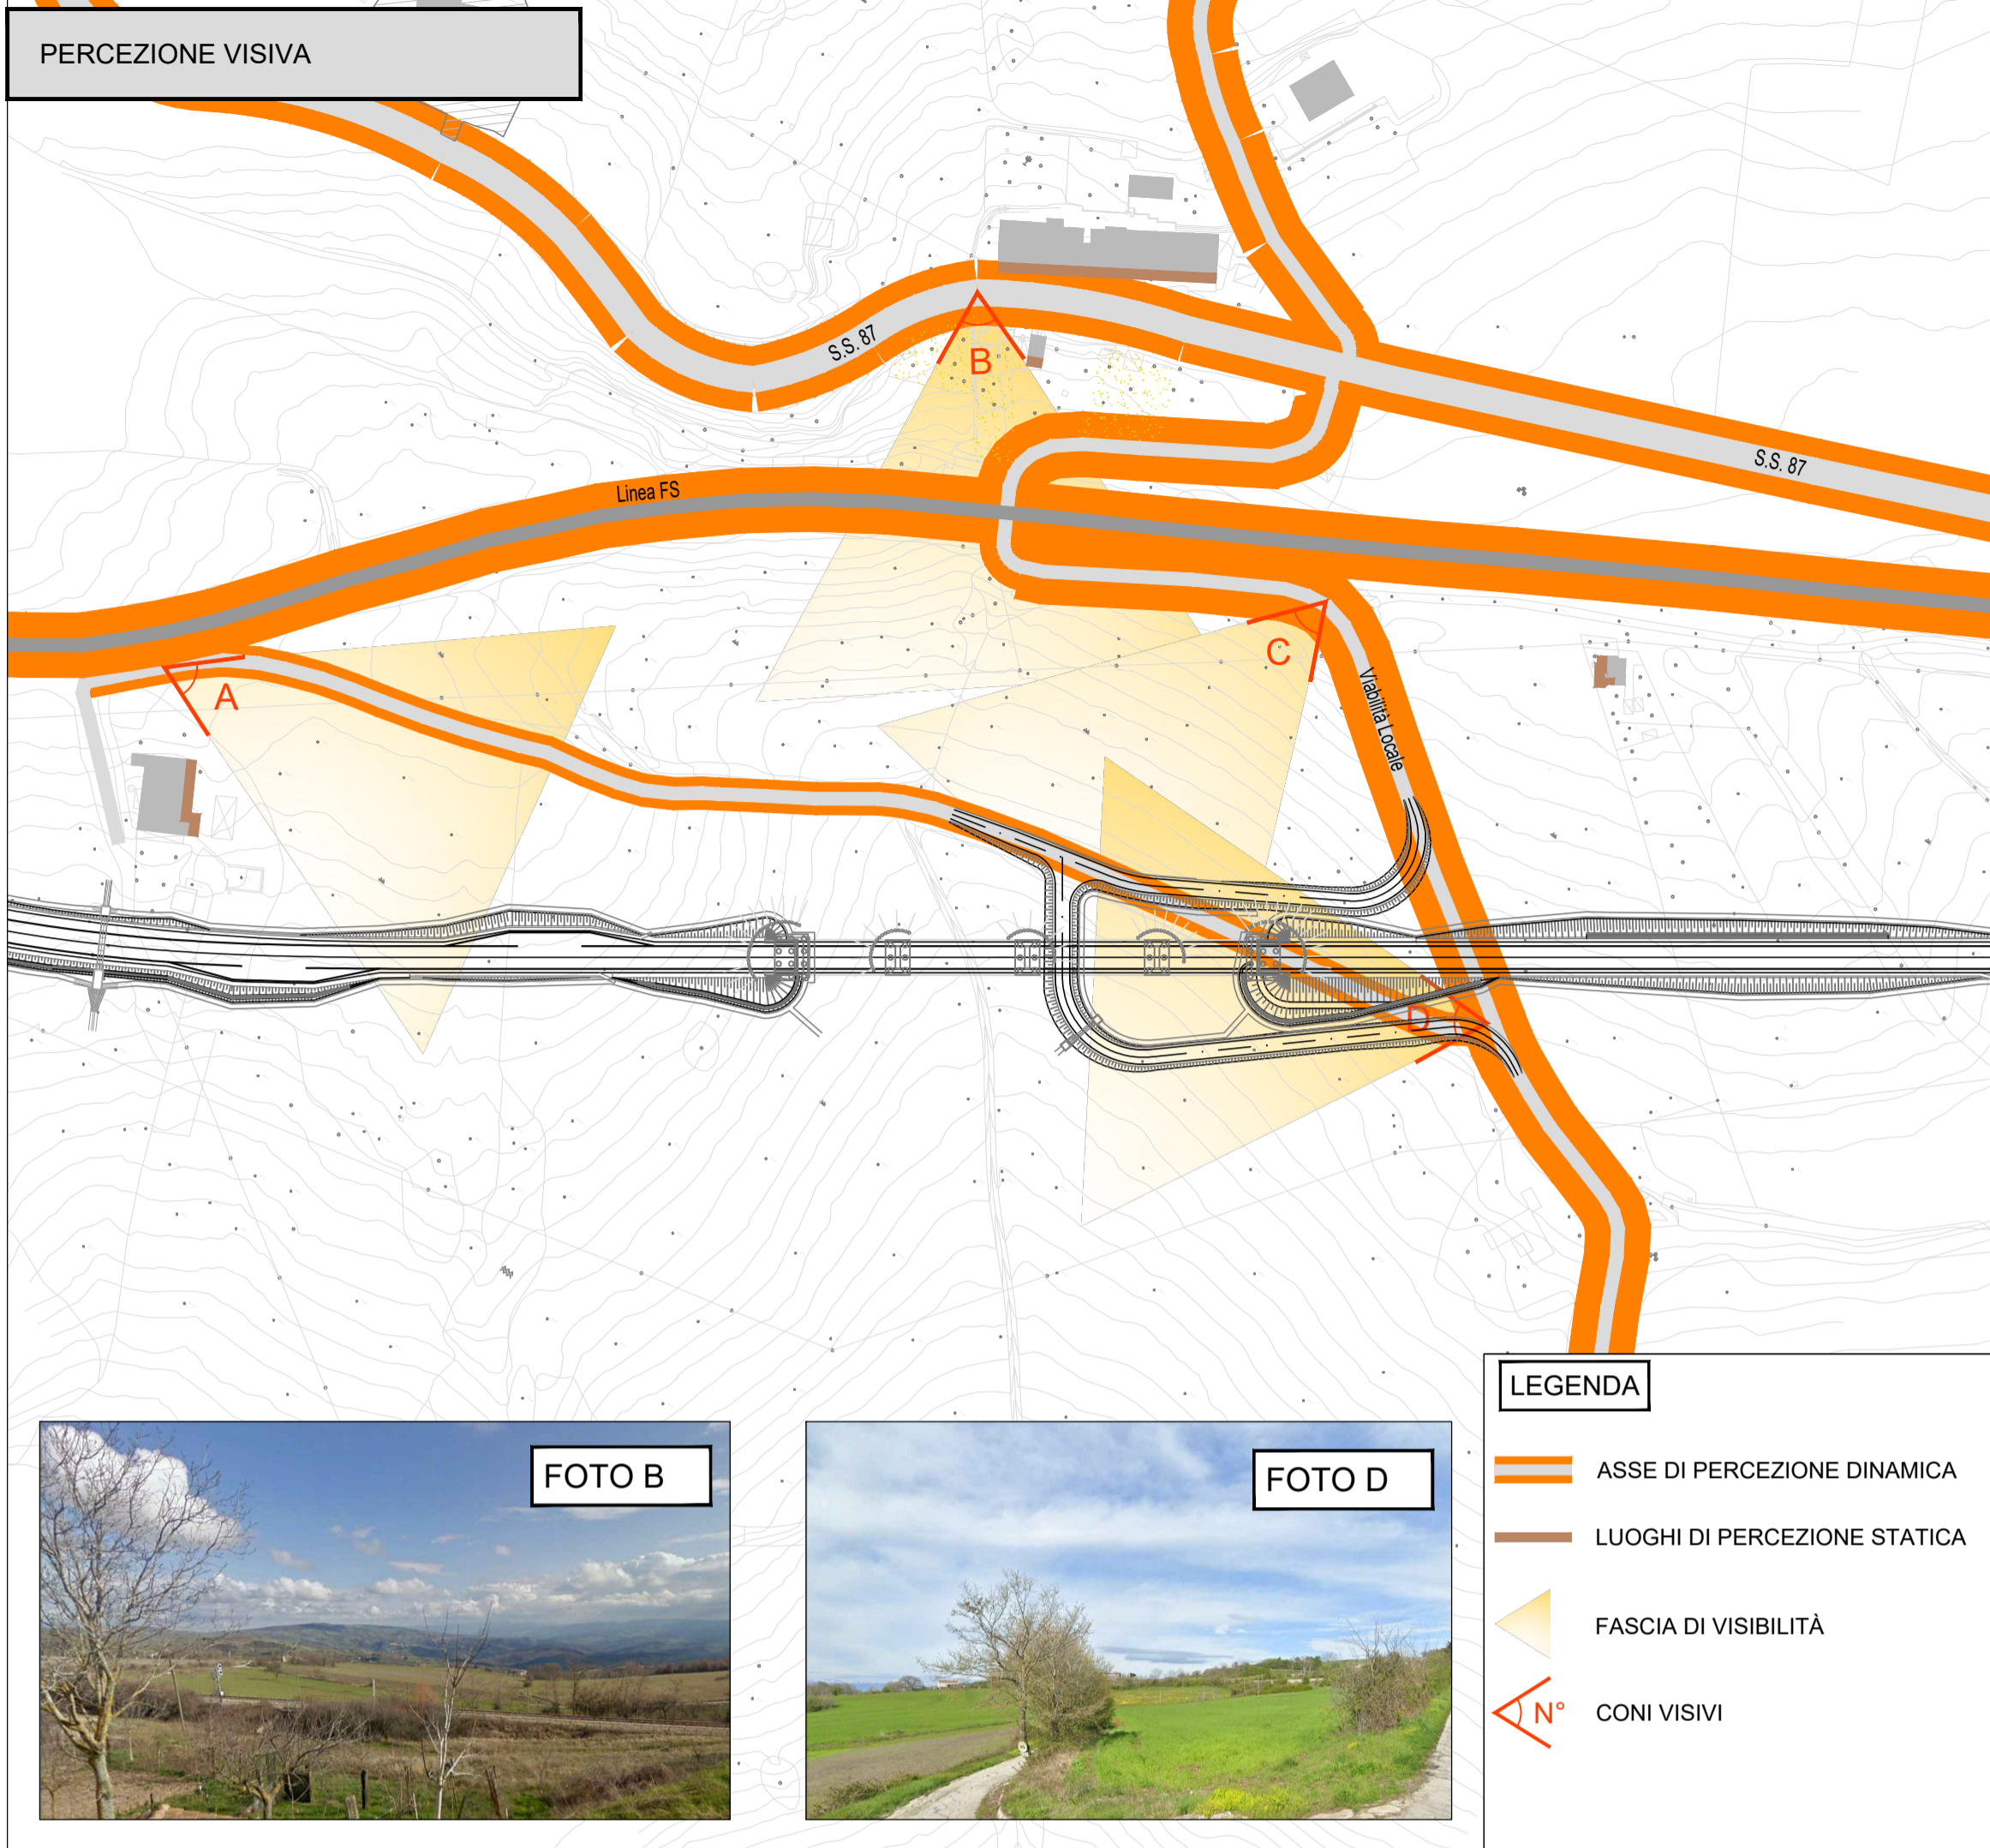 PERCEZIONE VISIVA
S.S. 87
B
S.S. 87
Linea FS
C
A
Viabilità Locale
D
LEGENDA
ASSE DI PERCEZIONE DINAMICA
LUOGHI DI PERCEZIONE STATICA
FASCIA DI VISIBILITÀ
N° CONI VISIVI
FOTO B
FOTO D